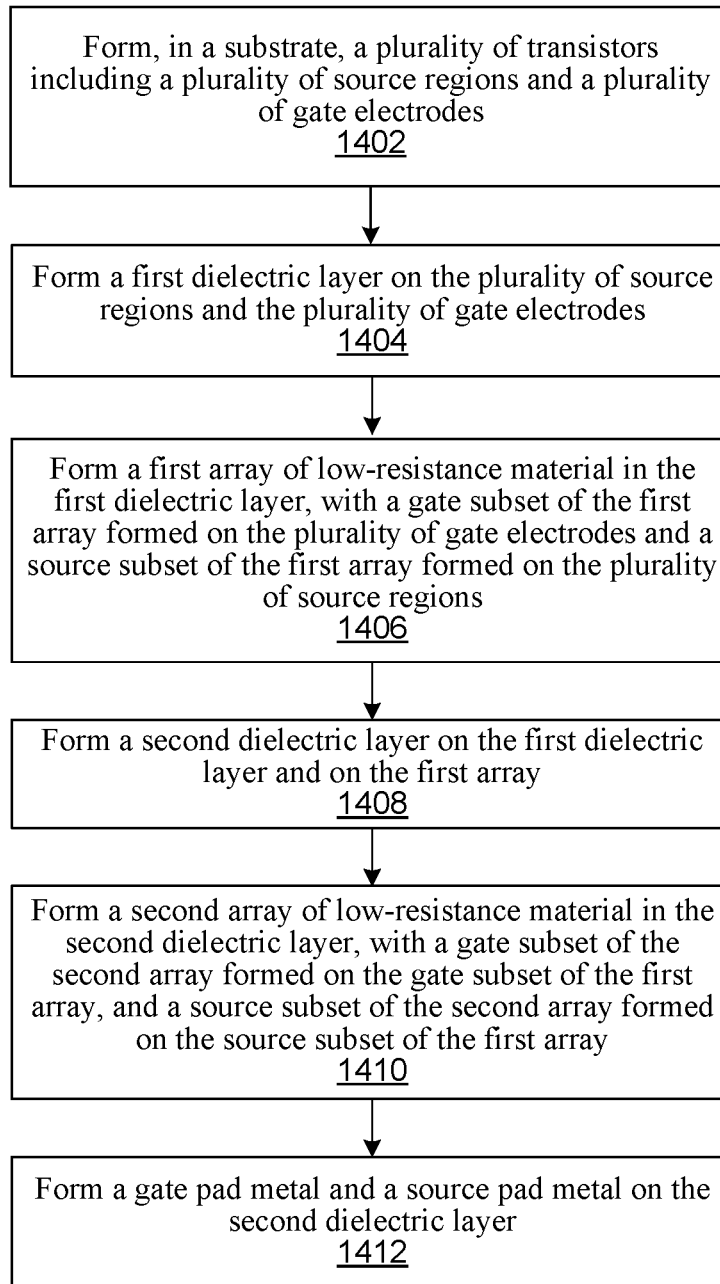 Form, in a substrate, a plurality of transistors
including a plurality of source regions and a plurality
of gate electrodes
1402
Form a first dielectric layer on the plurality of source
regions and the plurality of gate electrodes
1404
Form a first array of low-resistance material in the
first dielectric layer, with a gate subset of the first
array formed on the plurality of gate electrodes and a
source subset of the first array formed on the plurality
of source regions
1406
Form a second dielectric layer on the first dielectric
layer and on the first array
1408
Form a second array of low-resistance material in the
second dielectric layer, with a gate subset of the
second array formed on the gate subset of the first
array, and a source subset of the second array formed
on the source subset of the first array
1410
Form a gate pad metal and a source pad metal on the
second dielectric layer
1412